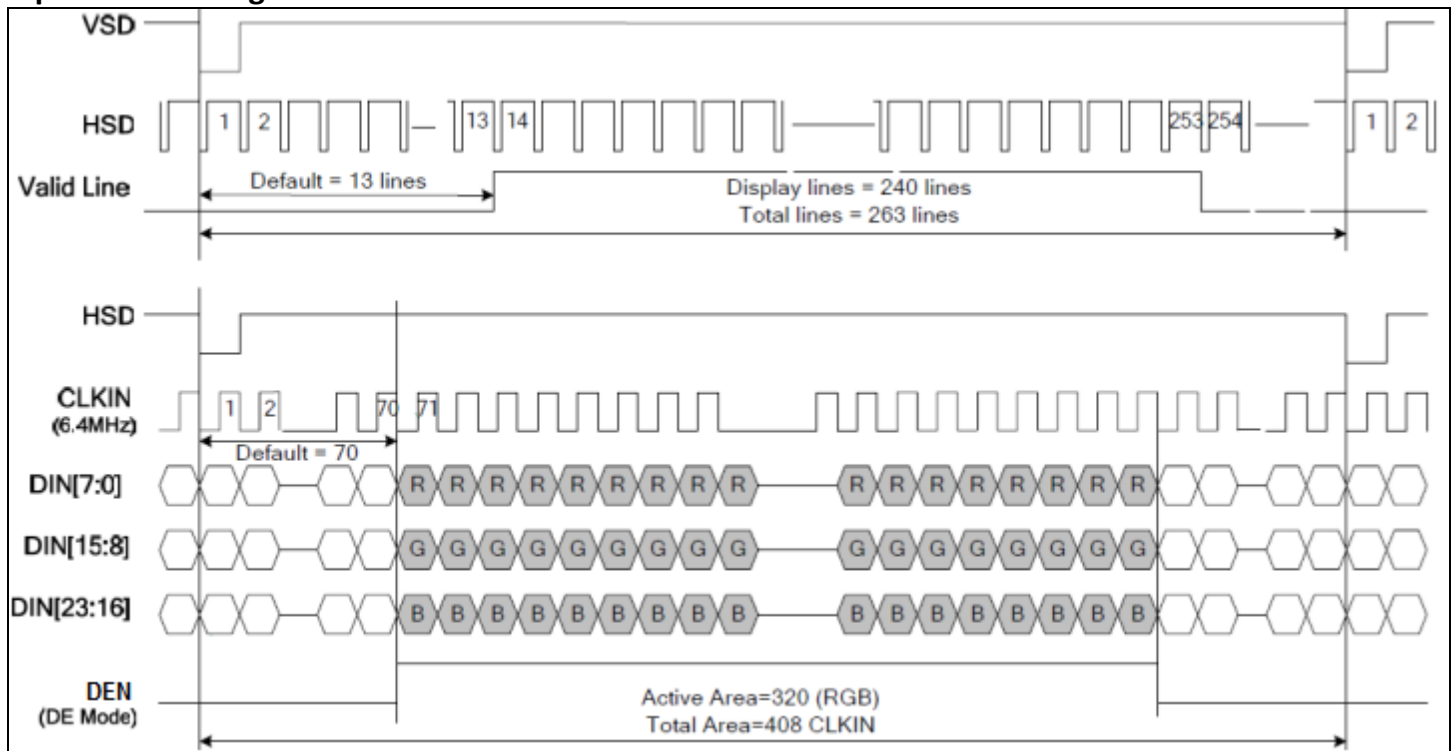 VSD
HSD 1 2 13 14 253 254 1 2
Valid Line Default = 13 lines Display lines = 240 lines
Total lines = 263 lines
HSD
CLKIN 1 2 70 71
(6.4MHz)
Default = 70
DIN[7:0] R R R R R R R R R R R R R R R R R
DIN[15:8] G G G G G G G G G G G G G G G G G
DIN[23:16] B B B B B B B B B B B B B B B B B
DEN Active Area=320 (RGB)
(DE Mode) Total Area=408 CLKIN